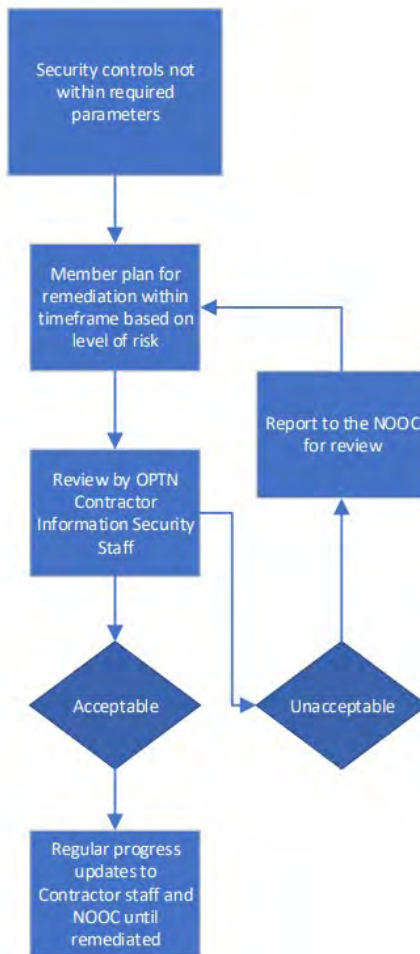 Security controls not
within required
parameters
Member plan for
remediation within
timeframe based on
level of risk
Report to the NOOC
for review
Review by OPTN
Contractor
Information Security
Staff
Acceptable
Unacceptable
Regular progress
updates to
Contractor staff and
NOOC until
remediated